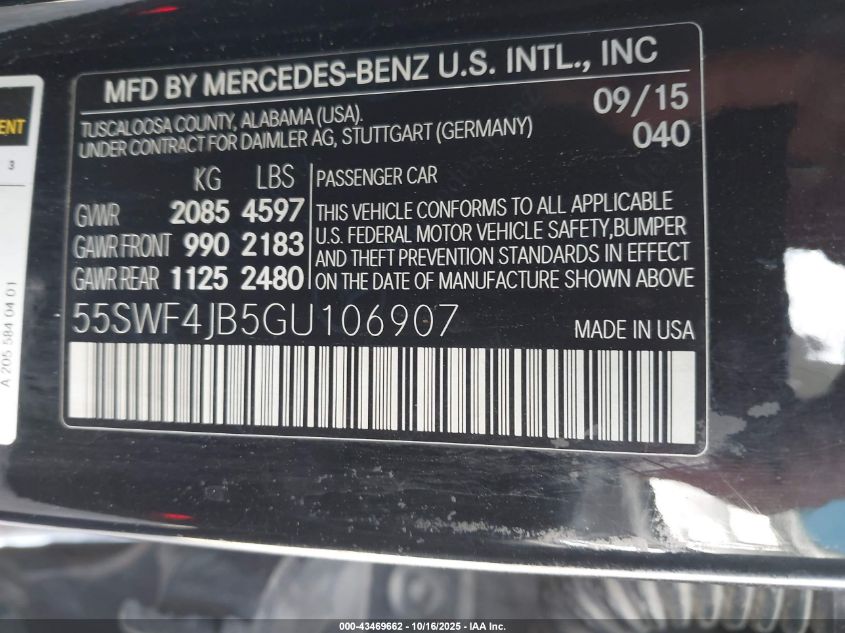 MFD BY MERCEDES-BENZ U.S. INTL., INC
TUSCALOOSA COUNTY, ALABAMA (USA). 09/15
UNDER CONTRACT FOR DAIMLER AG, STUTTGART (GERMANY) 040
KG LBS
GVWR 2085 4597
GAWR FRONT 990 2183
GAWR REAR 1125 2480
PASSENGER CAR
THIS VEHICLE CONFORMS TO ALL APPLICABLE
U.S. FEDERAL MOTOR VEHICLE SAFETY,BUMPER
AND THEFT PREVENTION STANDARDS IN EFFECT
ON THE DATE OF MANUFACTURE SHOWN ABOVE
55SWF4JB5GU106907
MADE IN USA
3
A 205 584 04 01
000-43469662 - 10/16/2025 - IAA Inc.